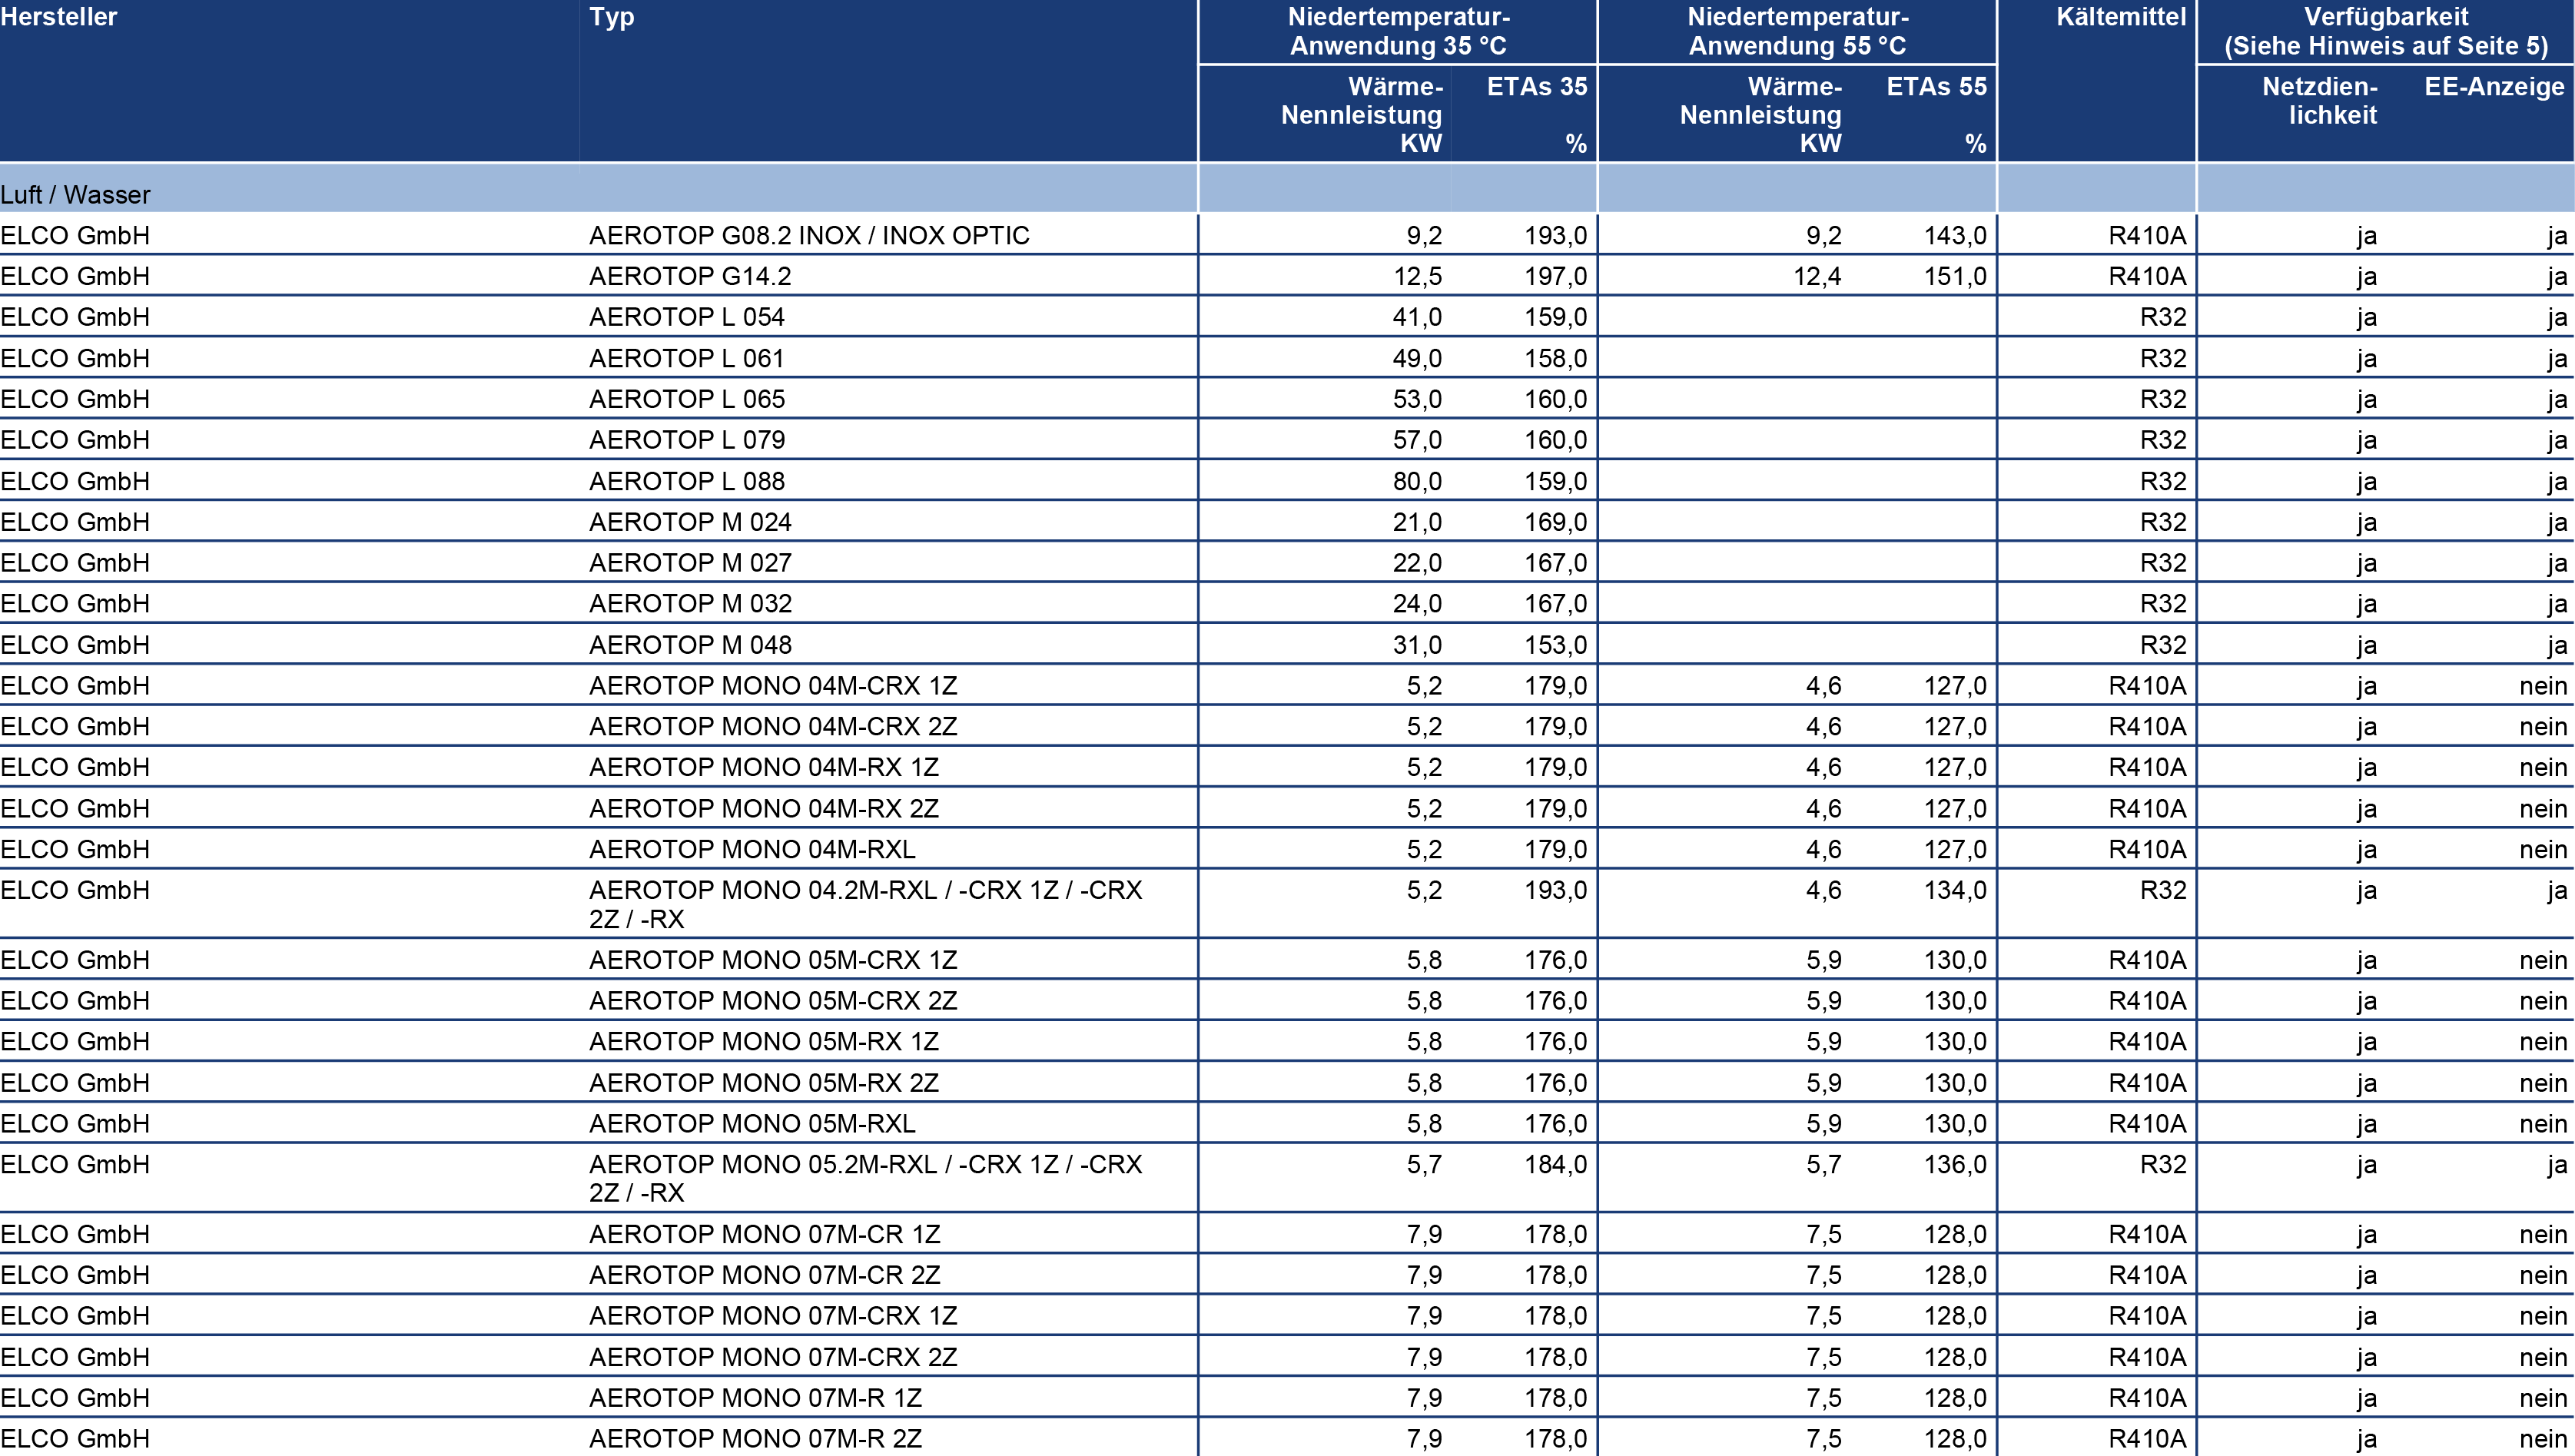 Hersteller Typ Niedertemperatur- Niedertemperatur- Kältemittel Verfügbarkeit
Anwendung 35 °C Anwendung 55 °C (Siehe Hinweis auf Seite 5)
Wärme- ETAs 35 Wärme- ETAs 55 Netzdien- EE-Anzeige
Nennleistung Nennleistung lichkeit
KW % KW %
Luft / Wasser
ELCO GmbH AEROTOP G08.2 INOX / INOX OPTIC 9,2 193,0 9,2 143,0 R410A ja ja
ELCO GmbH AEROTOP G14.2 12,5 197,0 12,4 151,0 R410A ja ja
ELCO GmbH AEROTOP L 054 41,0 159,0 R32 ja ja
ELCO GmbH AEROTOP L 061 49,0 158,0 R32 ja ja
ELCO GmbH AEROTOP L 065 53,0 160,0 R32 ja ja
ELCO GmbH AEROTOP L 079 57,0 160,0 R32 ja ja
ELCO GmbH AEROTOP L 088 80,0 159,0 R32 ja ja
ELCO GmbH AEROTOP M 024 21,0 169,0 R32 ja ja
ELCO GmbH AEROTOP M 027 22,0 167,0 R32 ja ja
ELCO GmbH AEROTOP M 032 24,0 167,0 R32 ja ja
ELCO GmbH AEROTOP M 048 31,0 153,0 R32 ja ja
ELCO GmbH AEROTOP MONO 04M-CRX 1Z 5,2 179,0 4,6 127,0 R410A ja nein
ELCO GmbH AEROTOP MONO 04M-CRX 2Z 5,2 179,0 4,6 127,0 R410A ja nein
ELCO GmbH AEROTOP MONO 04M-RX 1Z 5,2 179,0 4,6 127,0 R410A ja nein
ELCO GmbH AEROTOP MONO 04M-RX 2Z 5,2 179,0 4,6 127,0 R410A ja nein
ELCO GmbH AEROTOP MONO 04M-RXL 5,2 179,0 4,6 127,0 R410A ja nein
ELCO GmbH AEROTOP MONO 04.2M-RXL / -CRX 1Z / -CRX 5,2 193,0 4,6 134,0 R32 ja ja
2Z / -RX
ELCO GmbH AEROTOP MONO 05M-CRX 1Z 5,8 176,0 5,9 130,0 R410A ja nein
ELCO GmbH AEROTOP MONO 05M-CRX 2Z 5,8 176,0 5,9 130,0 R410A ja nein
ELCO GmbH AEROTOP MONO 05M-RX 1Z 5,8 176,0 5,9 130,0 R410A ja nein
ELCO GmbH AEROTOP MONO 05M-RX 2Z 5,8 176,0 5,9 130,0 R410A ja nein
ELCO GmbH AEROTOP MONO 05M-RXL 5,8 176,0 5,9 130,0 R410A ja nein
ELCO GmbH AEROTOP MONO 05.2M-RXL / -CRX 1Z / -CRX 5,7 184,0 5,7 136,0 R32 ja ja
2Z / -RX
ELCO GmbH AEROTOP MONO 07M-CR 1Z 7,9 178,0 7,5 128,0 R410A ja nein
ELCO GmbH AEROTOP MONO 07M-CR 2Z 7,9 178,0 7,5 128,0 R410A ja nein
ELCO GmbH AEROTOP MONO 07M-CRX 1Z 7,9 178,0 7,5 128,0 R410A ja nein
ELCO GmbH AEROTOP MONO 07M-CRX 2Z 7,9 178,0 7,5 128,0 R410A ja nein
ELCO GmbH AEROTOP MONO 07M-R 1Z 7,9 178,0 7,5 128,0 R410A ja nein
ELCO GmbH AEROTOP MONO 07M-R 2Z 7,9 178,0 7,5 128,0 R410A ja nein